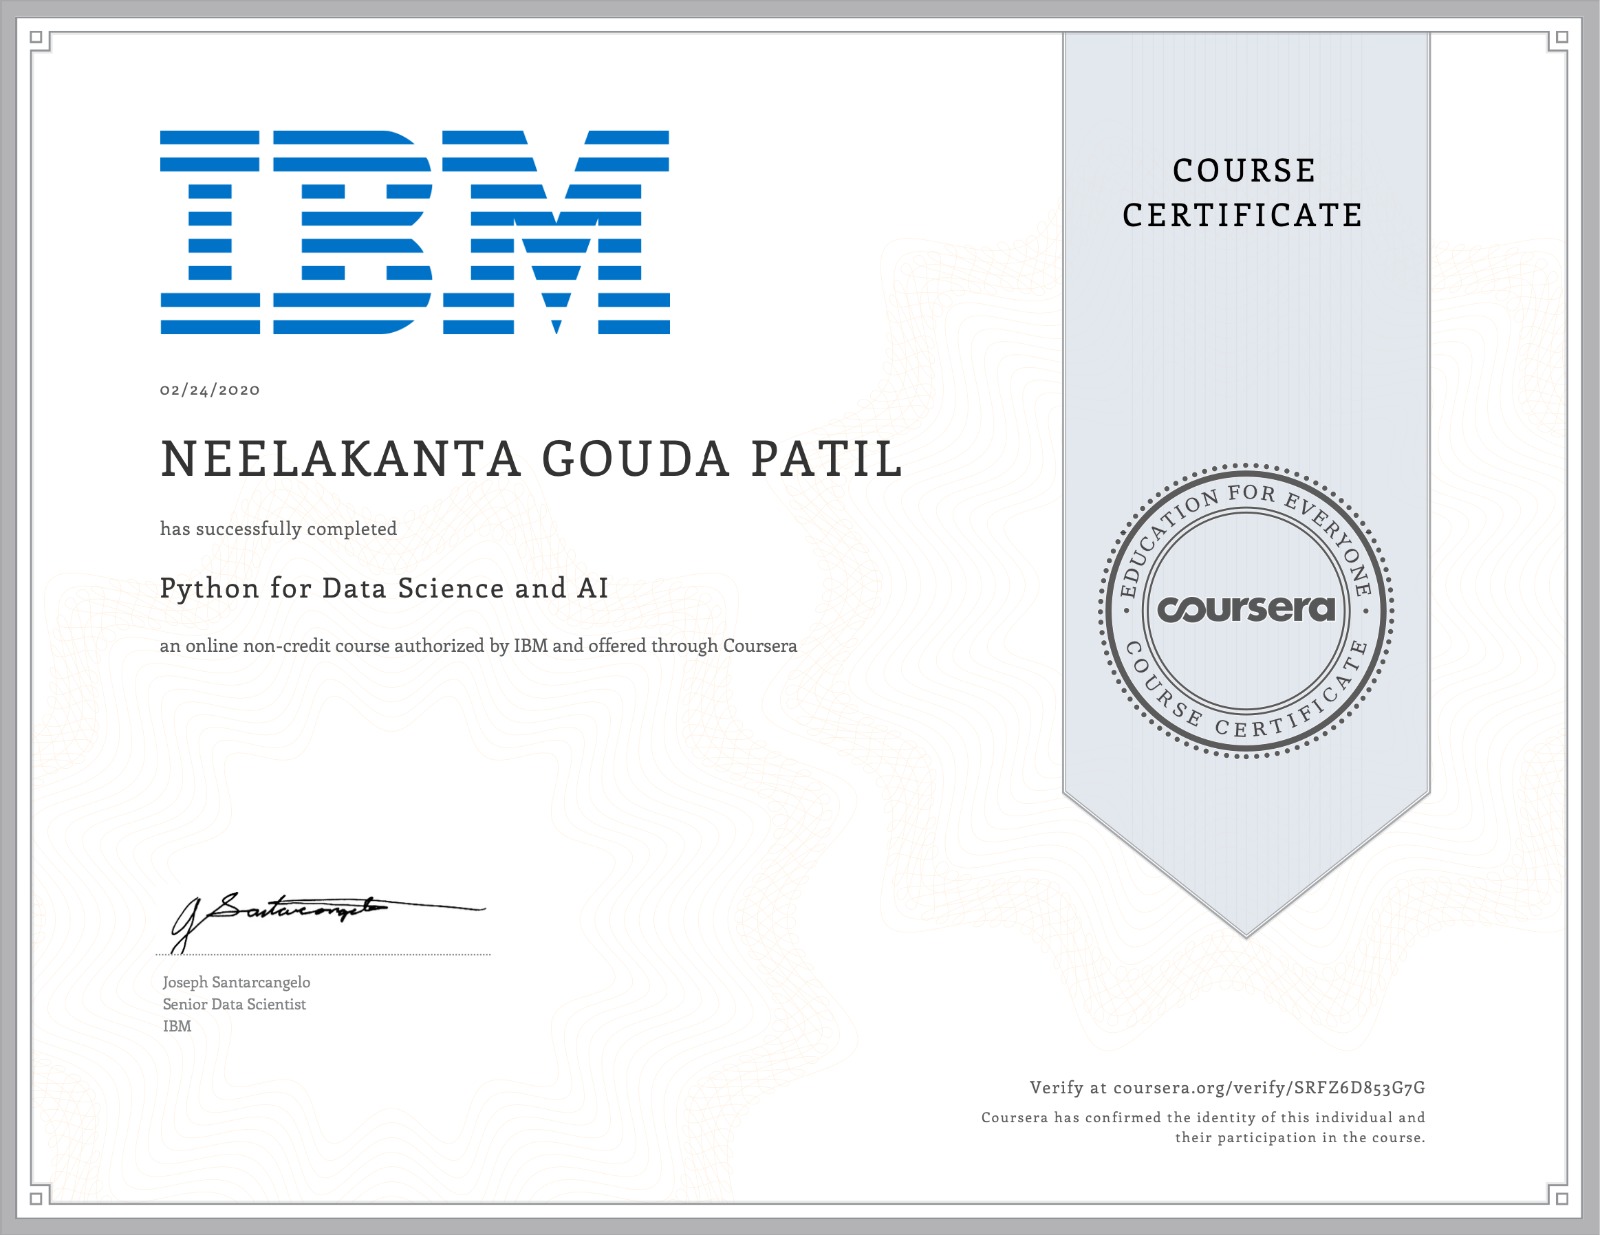 IBM
COURSE
CERTIFICATE
02/24/2020
NEELAKANTA GOUDA PATIL
has successfully completed
Python for Data Science and AI
an online non-credit course authorized by IBM and offered through Coursera
EDUCATION FOR EVERYONE
coursera
COURSE CERTIFICATE
G Santarcangelo
Joseph Santarcangelo
Senior Data Scientist
IBM
Verify at coursera.org/verify/SRFZ6D853G7G
Coursera has confirmed the identity of this individual and
their participation in the course.